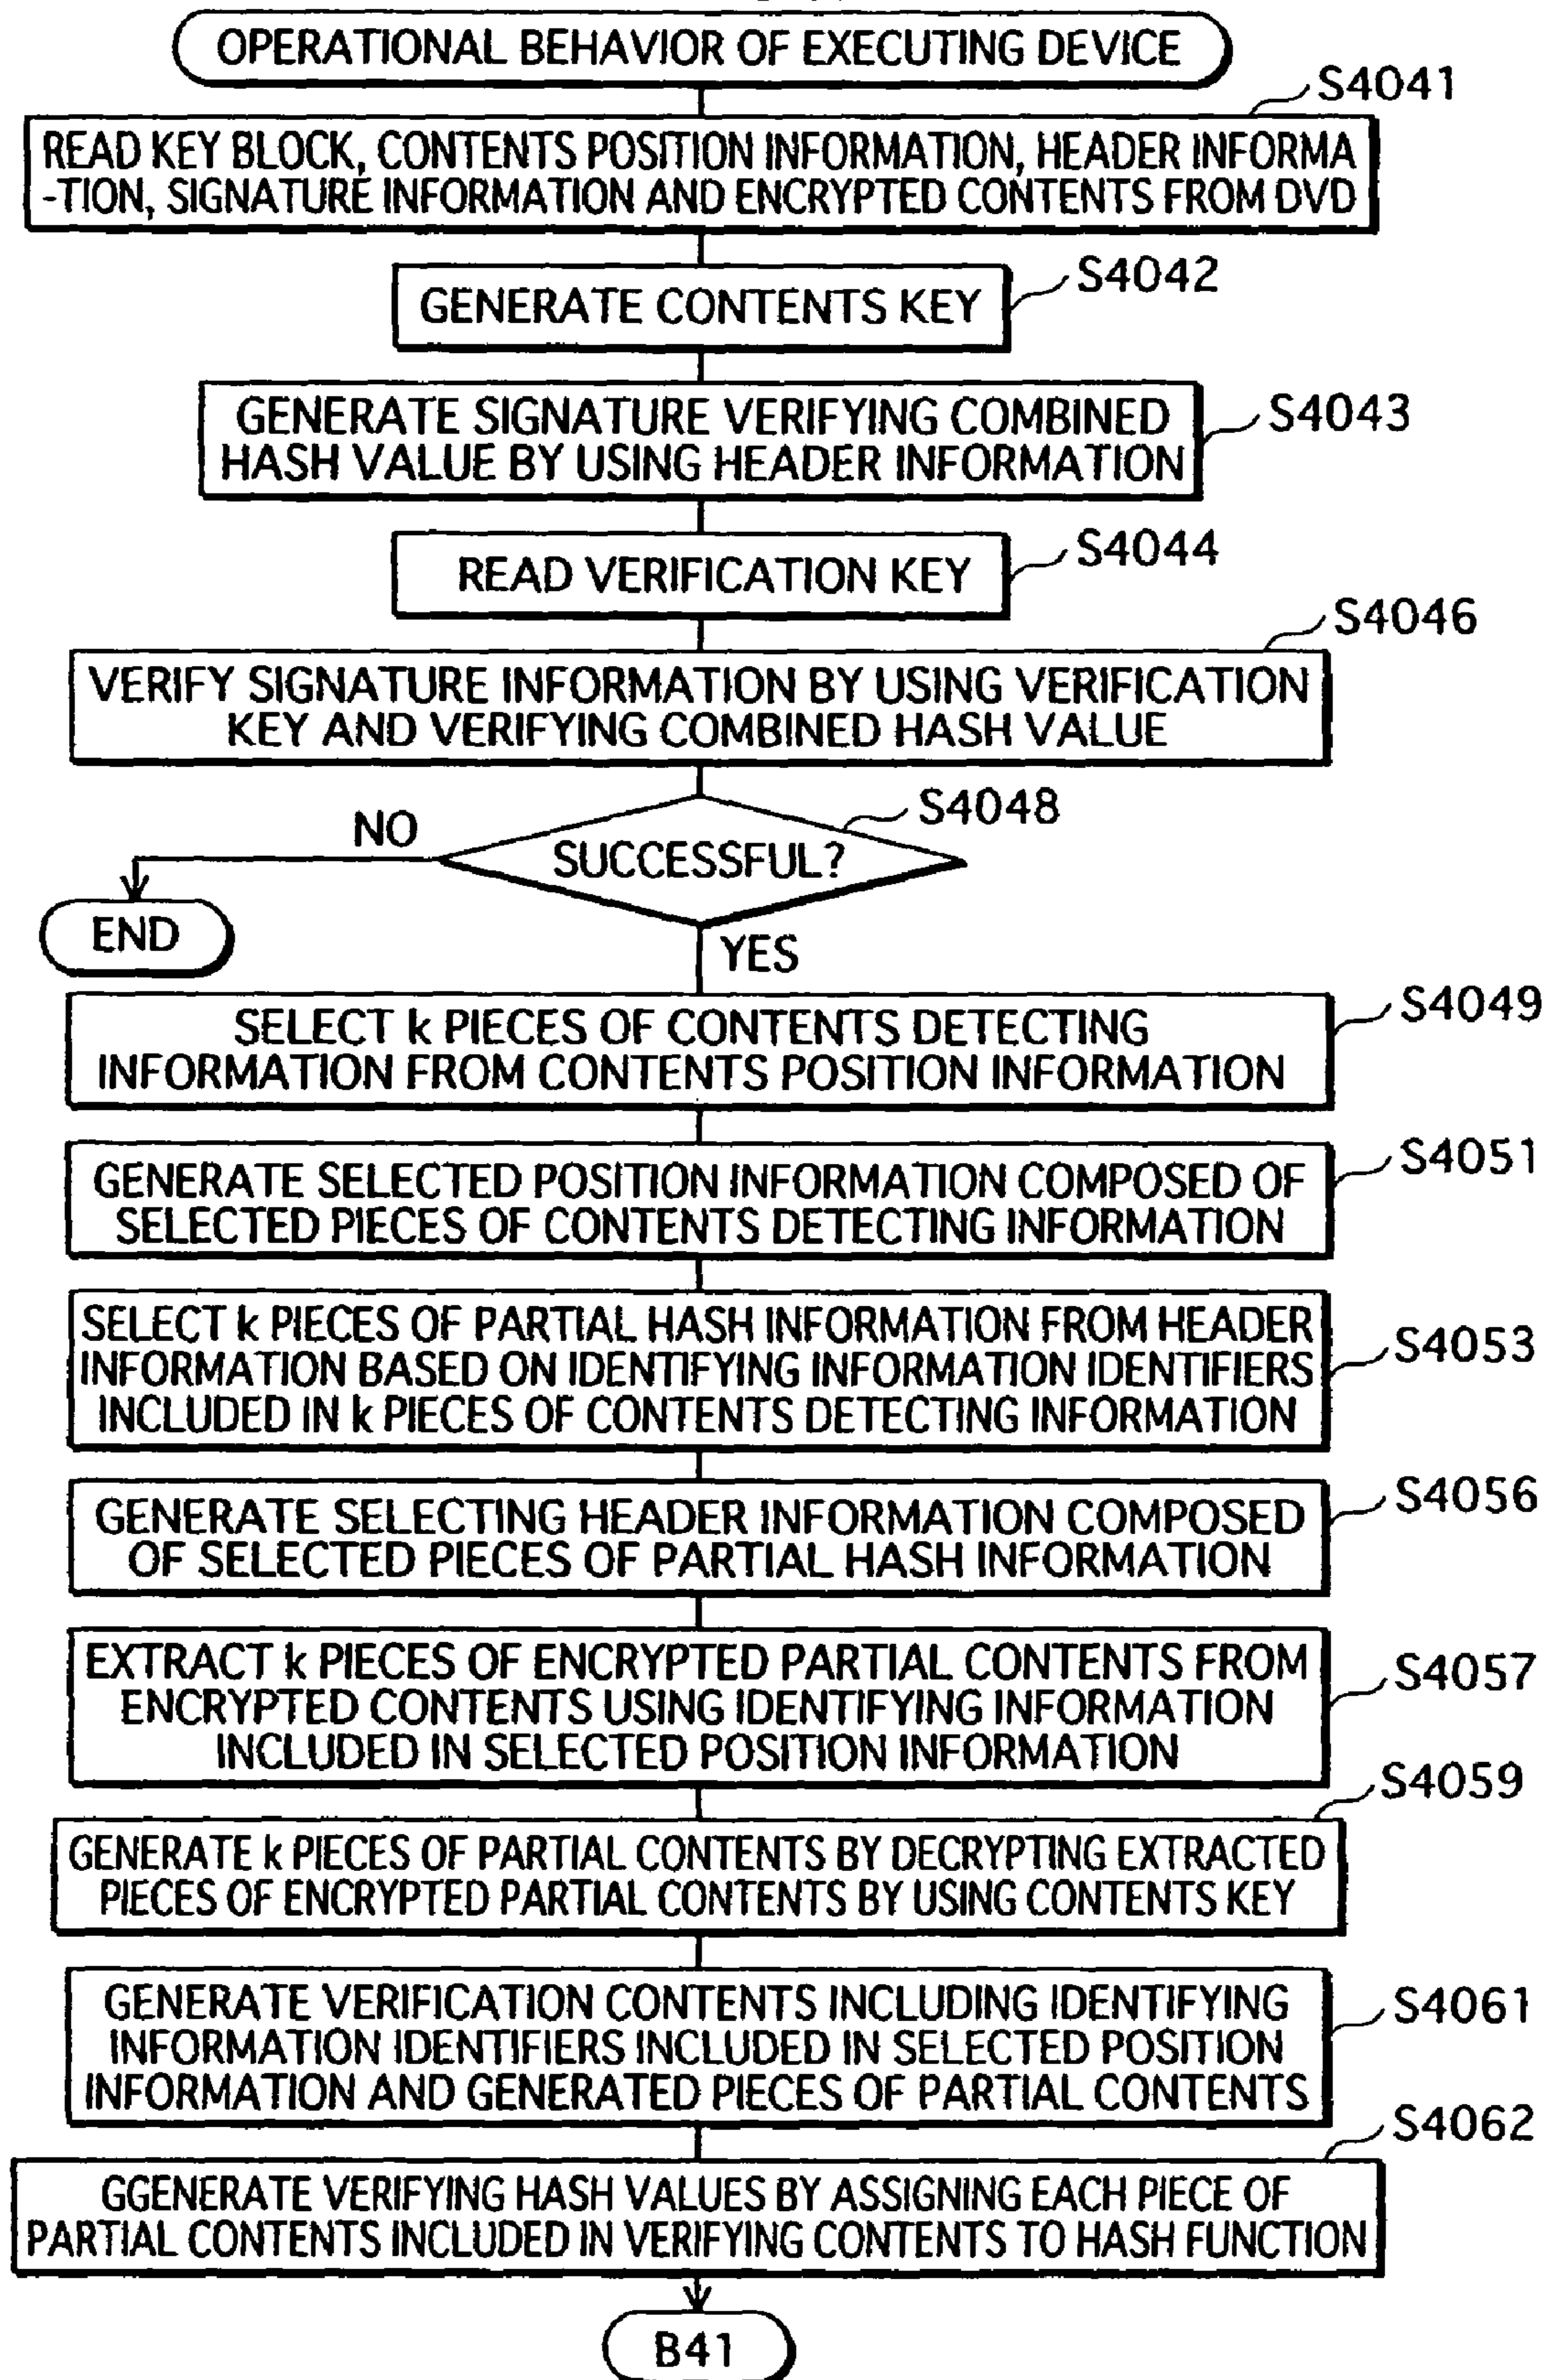 OPERATIONAL BEHAVIOR OF EXECUTING DEVICE
S4041
READ KEY BLOCK, CONTENTS POSITION INFORMATION, HEADER INFORMA
-TION, SIGNATURE INFORMATION AND ENCRYPTED CONTENTS FROM DVD
S4042
GENERATE CONTENTS KEY
GENERATE SIGNATURE VERIFYING COMBINED
HASH VALUE BY USING HEADER INFORMATION
S4043
READ VERIFICATION KEY
S4044
S4046
VERIFY SIGNATURE INFORMATION BY USING VERIFICATION
KEY AND VERIFYING COMBINED HASH VALUE
S4048
NO
SUCCESSFUL?
END
YES
SELECT k PIECES OF CONTENTS DETECTING
INFORMATION FROM CONTENTS POSITION INFORMATION
S4049
GENERATE SELECTED POSITION INFORMATION COMPOSED OF
SELECTED PIECES OF CONTENTS DETECTING INFORMATION
S4051
SELECT k PIECES OF PARTIAL HASH INFORMATION FROM HEADER
INFORMATION BASED ON IDENTIFYING INFORMATION IDENTIFIERS
INCLUDED IN k PIECES OF CONTENTS DETECTING INFORMATION
S4053
GENERATE SELECTING HEADER INFORMATION COMPOSED
OF SELECTED PIECES OF PARTIAL HASH INFORMATION
S4056
EXTRACT k PIECES OF ENCRYPTED PARTIAL CONTENTS FROM
ENCRYPTED CONTENTS USING IDENTIFYING INFORMATION
INCLUDED IN SELECTED POSITION INFORMATION
S4057
S4059
GENERATE k PIECES OF PARTIAL CONTENTS BY DECRYPTING EXTRACTED
PIECES OF ENCRYPTED PARTIAL CONTENTS BY USING CONTENTS KEY
GENERATE VERIFICATION CONTENTS INCLUDING IDENTIFYING
INFORMATION IDENTIFIERS INCLUDED IN SELECTED POSITION
INFORMATION AND GENERATED PIECES OF PARTIAL CONTENTS
S4061
S4062
GGENERATE VERIFYING HASH VALUES BY ASSIGNING EACH PIECE OF
PARTIAL CONTENTS INCLUDED IN VERIFYING CONTENTS TO HASH FUNCTION
B41